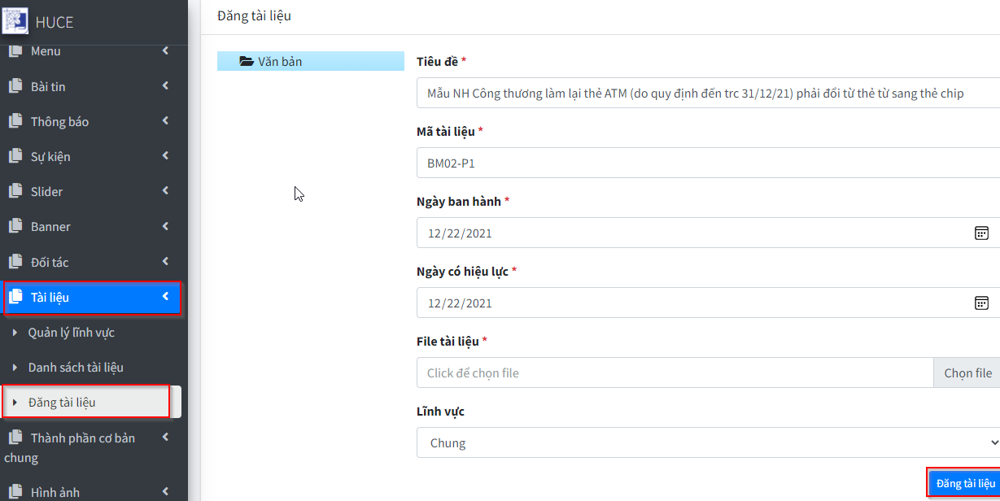 HUCE
Menu
Bài tin
Thông báo
Sự kiện
Slider
Banner
Đối tác
Tài liệu
Quản lý lĩnh vực
Danh sách tài liệu
Đăng tài liệu
Thành phần cơ bản
chung
Hình ảnh
Đăng tài liệu
Văn bản
Tiêu đề *
Mẫu NH Công thương làm lại thẻ ATM (do quy định đến trc 31/12/21) phải đổi từ thẻ từ sang thẻ chip
Mã tài liệu *
BM02-P1
Ngày ban hành *
12/22/2021
Ngày có hiệu lực *
12/22/2021
File tài liệu *
Click để chọn file
Chọn file
Lĩnh vực
Chung
Đăng tài liệu